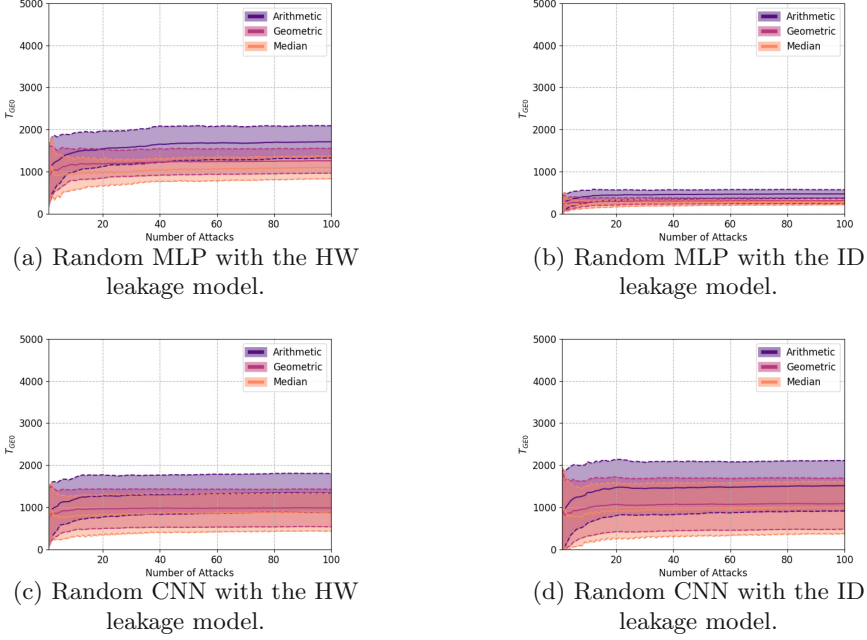 5000
4000
3000
2000
1000
0
T_GE0
Arithmetic
Geometric
Median
20 40 60 80 100
Number of Attacks
(a) Random MLP with the HW
leakage model.
5000
4000
3000
2000
1000
0
T_GE0
Arithmetic
Geometric
Median
20 40 60 80 100
Number of Attacks
(b) Random MLP with the ID
leakage model.
5000
4000
3000
2000
1000
0
T_GE0
Arithmetic
Geometric
Median
20 40 60 80 100
Number of Attacks
(c) Random CNN with the HW
leakage model.
5000
4000
3000
2000
1000
0
T_GE0
Arithmetic
Geometric
Median
20 40 60 80 100
Number of Attacks
(d) Random CNN with the ID
leakage model.